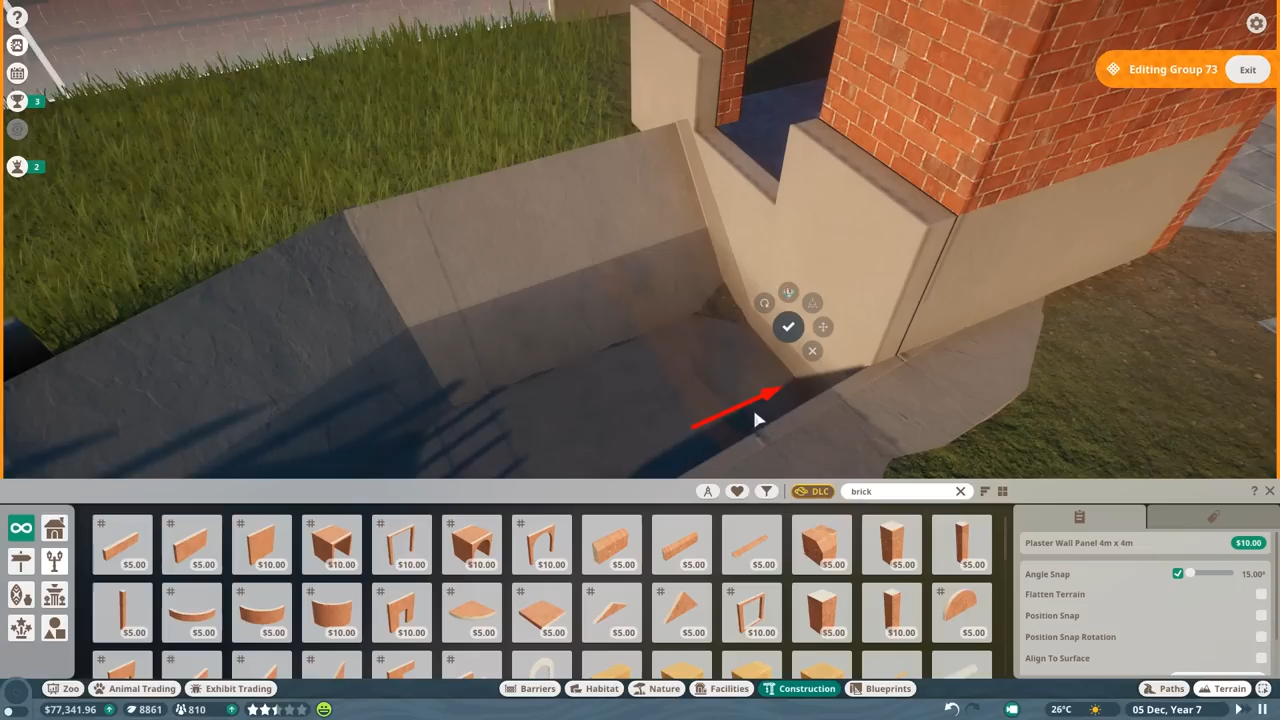 ?
3
2
Editing Group 73
Exit
DLC
brick
?
$5.00 $5.00 $10.00 $10.00 $10.00 $10.00 $10.00 $5.00 $5.00 $5.00 $5.00 $5.00 $5.00
$5.00 $5.00 $5.00 $10.00 $10.00 $5.00 $5.00 $5.00 $5.00 $10.00 $5.00 $10.00 $5.00
Plaster Wall Panel 4m x 4m $10.00
Angle Snap 15.00°
Flatten Terrain
Position Snap
Position Snap Rotation
Align To Surface
Zoo Animal Trading Exhibit Trading Barriers Habitat Nature Facilities Construction Blueprints Paths Terrain
$77,341.96 8861 810 26°C 05 Dec, Year 7